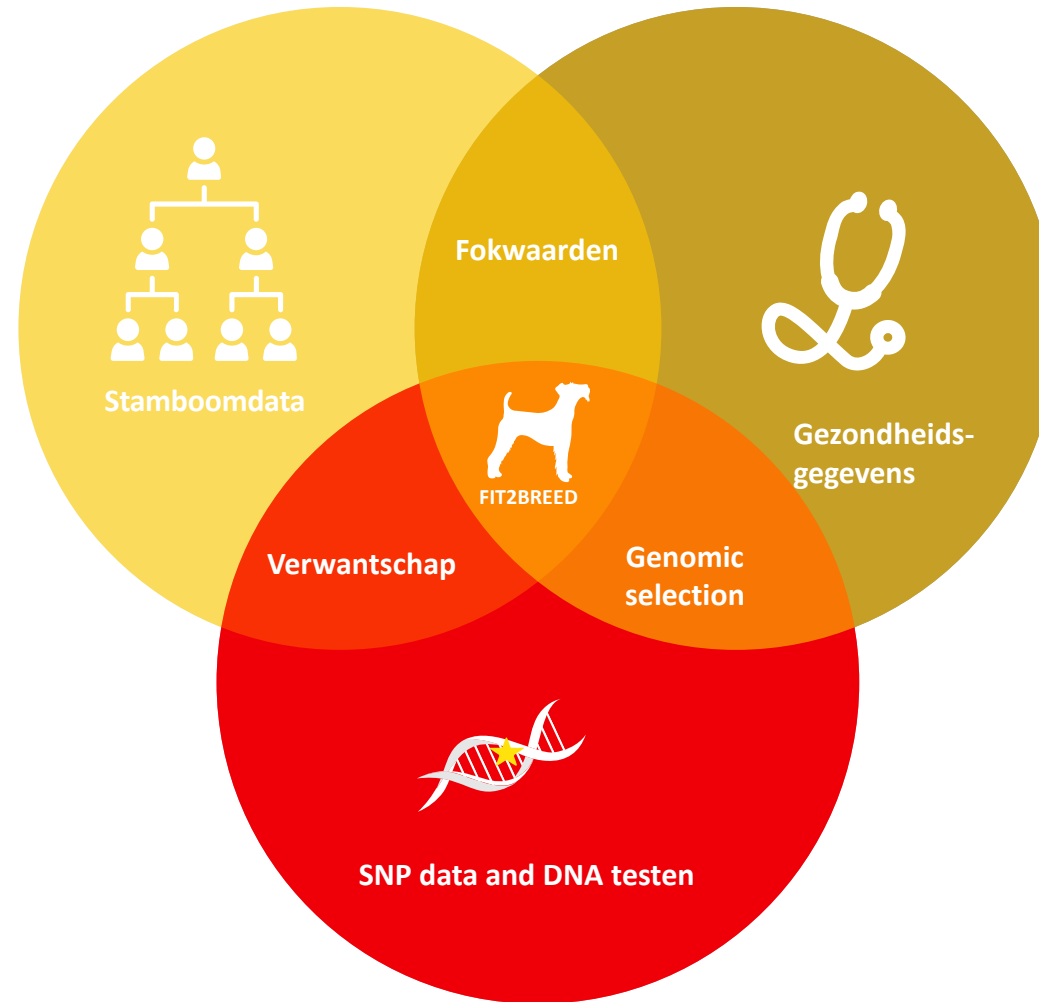 Fokwaarden
Stamboomdata
Gezondheids-
gegevens
FIT2BREED
Verwantschap
Genomic
selection
SNP data and DNA testen